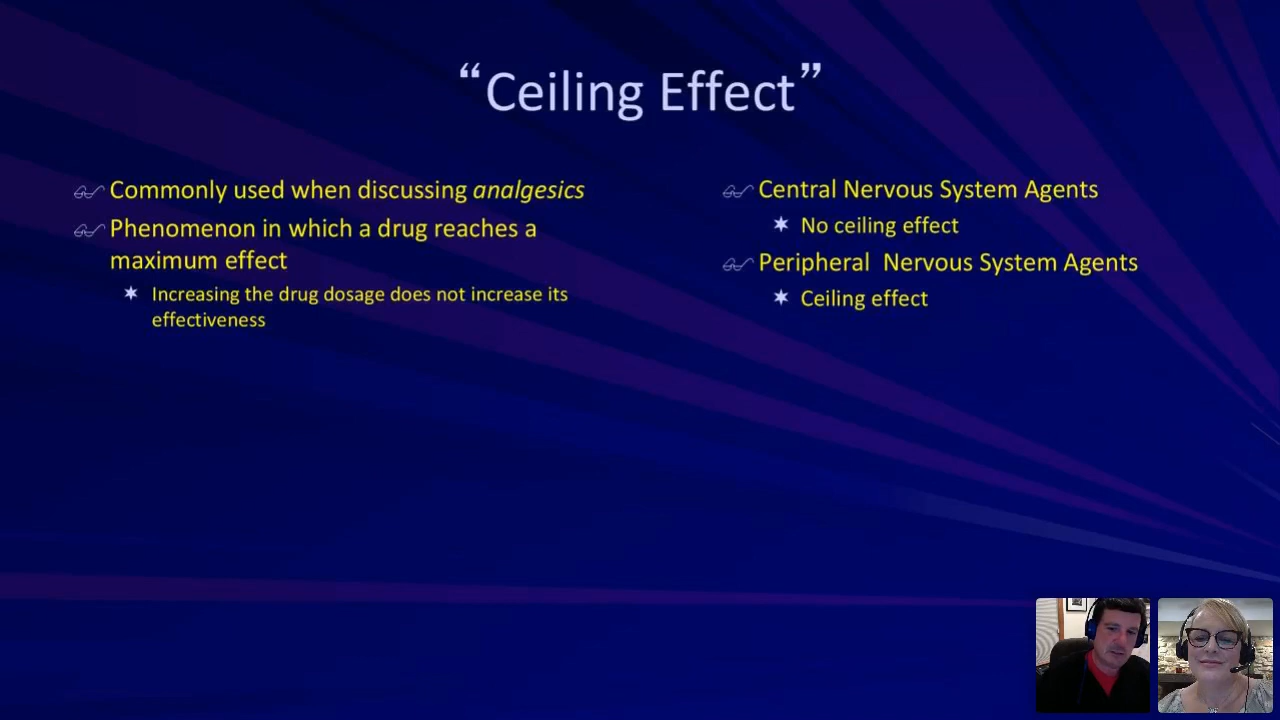 “Ceiling Effect”
Commonly used when discussing analgesics
Phenomenon in which a drug reaches a
maximum effect
Increasing the drug dosage does not increase its
effectiveness
Central Nervous System Agents
No ceiling effect
Peripheral  Nervous System Agents
Ceiling effect